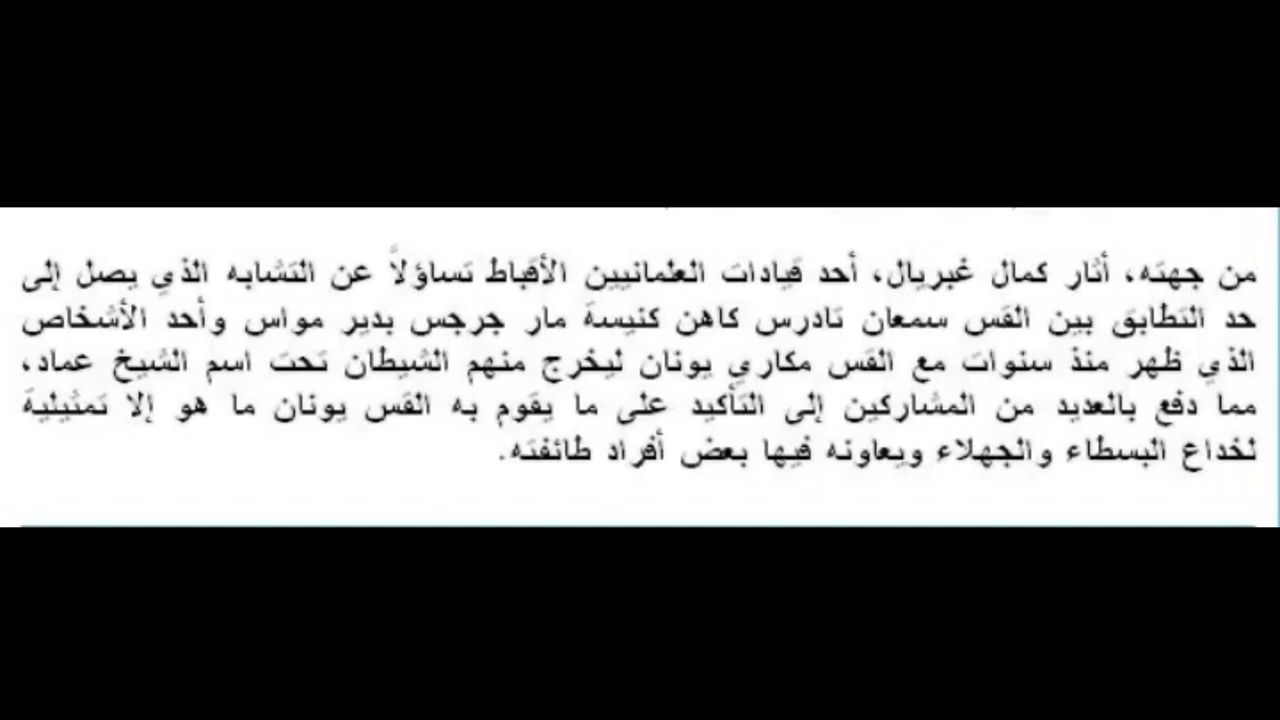 من جهته، أثار كمال غبريال، أحد قيادات العلمانيين الأقباط تساؤلاً عن التشابه الذي يصل إلى
حد التطابق بين القس سمعان تادرس كاهن كنيسة مار جرجس بدير مواس وأحد الأشخاص
الذي ظهر منذ سنوات مع القس مكاري يونان ليخرج منهم الشيطان تحت اسم الشيخ عماد،
مما دفع بالعديد من المشاركين إلى التأكيد على ما يقوم به القس يونان ما هو إلا تمثيلية
لخداع البسطاء والجهلاء ويعاونه فيها بعض أفراد طائفته.